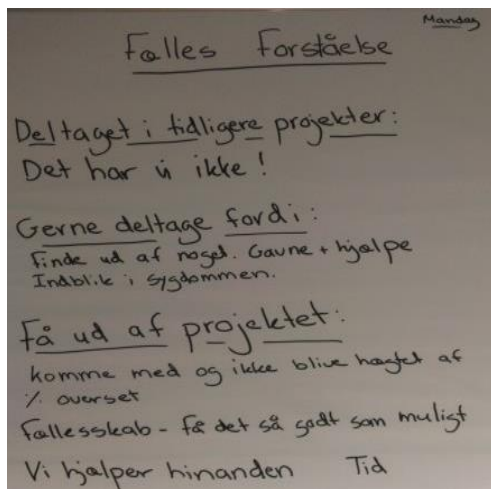 Mandag
Fælles Forståelse
Deltaget i tidligere projekter:
Det har vi ikke!
Gerne deltage fordi:
Finde ud af noget. Gavne + hjælpe
Indblik i sygdommen.
Få ud af projektet:
komme med og ikke blive hægtet af
% overset
Fællesskab - få det så godt som muligt
Vi hjælper hinanden Tid